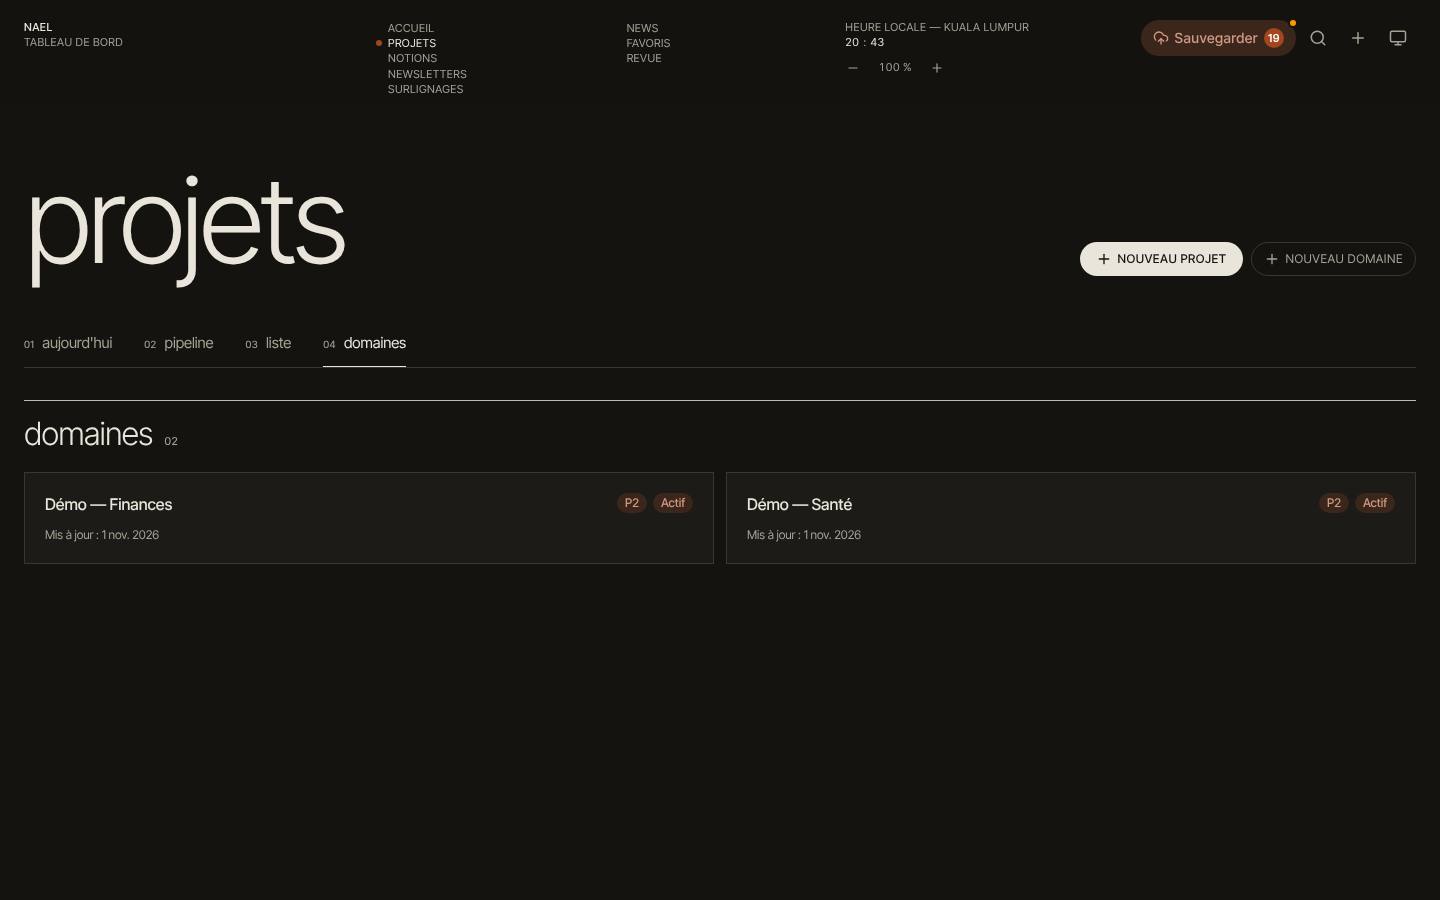 NAEL
TABLEAU DE BORD
ACCUEIL
PROJETS
NOTIONS
NEWSLETTERS
SURLIGNAGES
NEWS
FAVORIS
REVUE
HEURE LOCALE — KUALA LUMPUR
20 : 43
100 %
Sauvegarder 19
projets
NOUVEAU PROJET
NOUVEAU DOMAINE
01 aujourd'hui
02 pipeline
03 liste
04 domaines
domaines 02
Démo — Finances P2 Actif
Mis à jour : 1 nov. 2026
Démo — Santé P2 Actif
Mis à jour : 1 nov. 2026